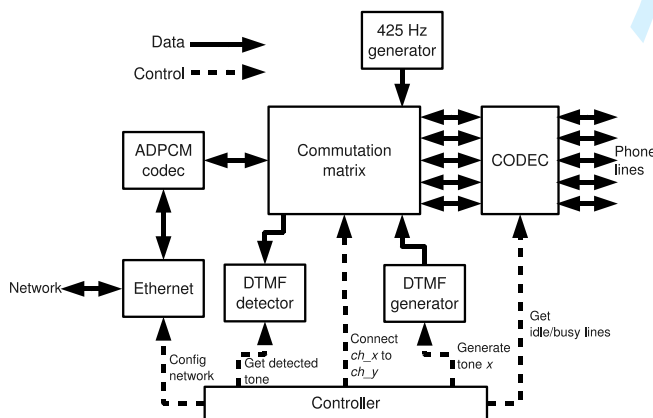 425 Hz
generator
Data
Control
ADPCM
codec
Commutation
matrix
CODEC
Phone
lines
Network
Ethernet
DTMF
detector
DTMF
generator
Config
network
Get detected
tone
Connect
ch_x to
ch_y
Generate
tone x
Get
idle/busy lines
Controller